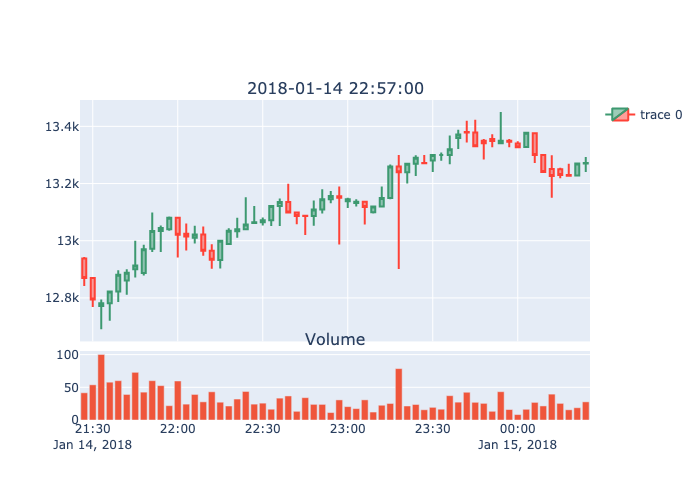 2018-01-14 22:57:00
13.4k
13.2k
13k
12.8k
trace 0
Volume
100
50
0
21:30 22:00 22:30 23:00 23:30 00:00
Jan 14, 2018 Jan 15, 2018